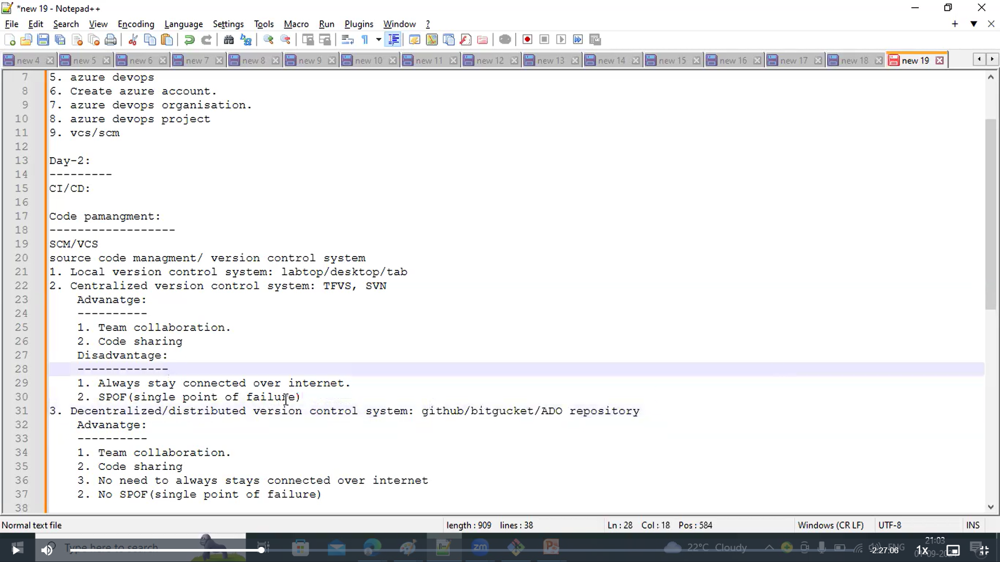 *new 19 - Notepad++
File Edit Search View Encoding Language Settings Tools Macro Run Plugins Window ?
new 4 new 5 new 6 new 7 new 8 new 9 new 10 new 11 new 12 new 13 new 14 new 15 new 16 new 17 new 18 new 19
7 5. azure devops
8 6. Create azure account.
9 7. azure devops organisation.
10 8. azure devops project
11 9. vcs/scm
12
13 Day-2:
14 ---------
15 CI/CD:
16
17 Code pamangment:
18 ------------------
19 SCM/VCS
20 source code managment/ version control system
21 1. Local version control system: labtop/desktop/tab
22 2. Centralized version control system: TFVS, SVN
23 Advanatge:
24 ----------
25 1. Team collaboration.
26 2. Code sharing
27 Disadvantage:
28 -------------
29 1. Always stay connected over internet.
30 2. SPOF(single point of failure)
31 3. Decentralized/distributed version control system: github/bitgucket/ADO repository
32 Advanatge:
33 ----------
34 1. Team collaboration.
35 2. Code sharing
36 3. No need to always stays connected over internet
37 2. No SPOF(single point of failure)
38
Normal text file length : 909 lines : 38 Ln : 28 Col : 18 Pos : 584 Windows (CR LF) UTF-8 INS
Type here to search zm 22°C Cloudy ENG 21:03
-2:27:06 1x